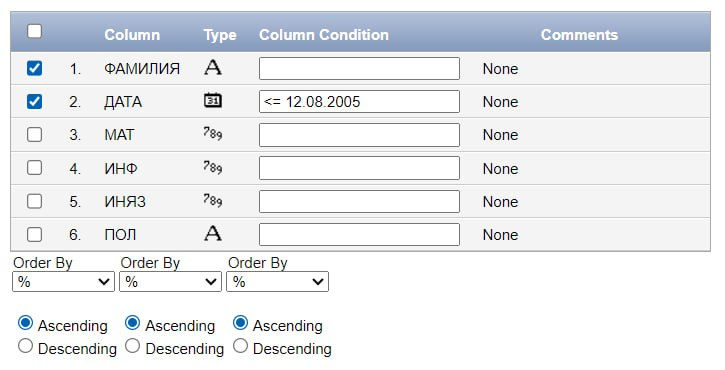 Column Type Column Condition Comments
1. ФАМИЛИЯ A None
2. ДАТА 31 <= 12.08.2005 None
3. МАТ 789 None
4. ИНФ 789 None
5. ИНЯЗ 789 None
6. ПОЛ A None
Order By Order By Order By
% % %
Ascending Ascending Ascending
Descending Descending Descending